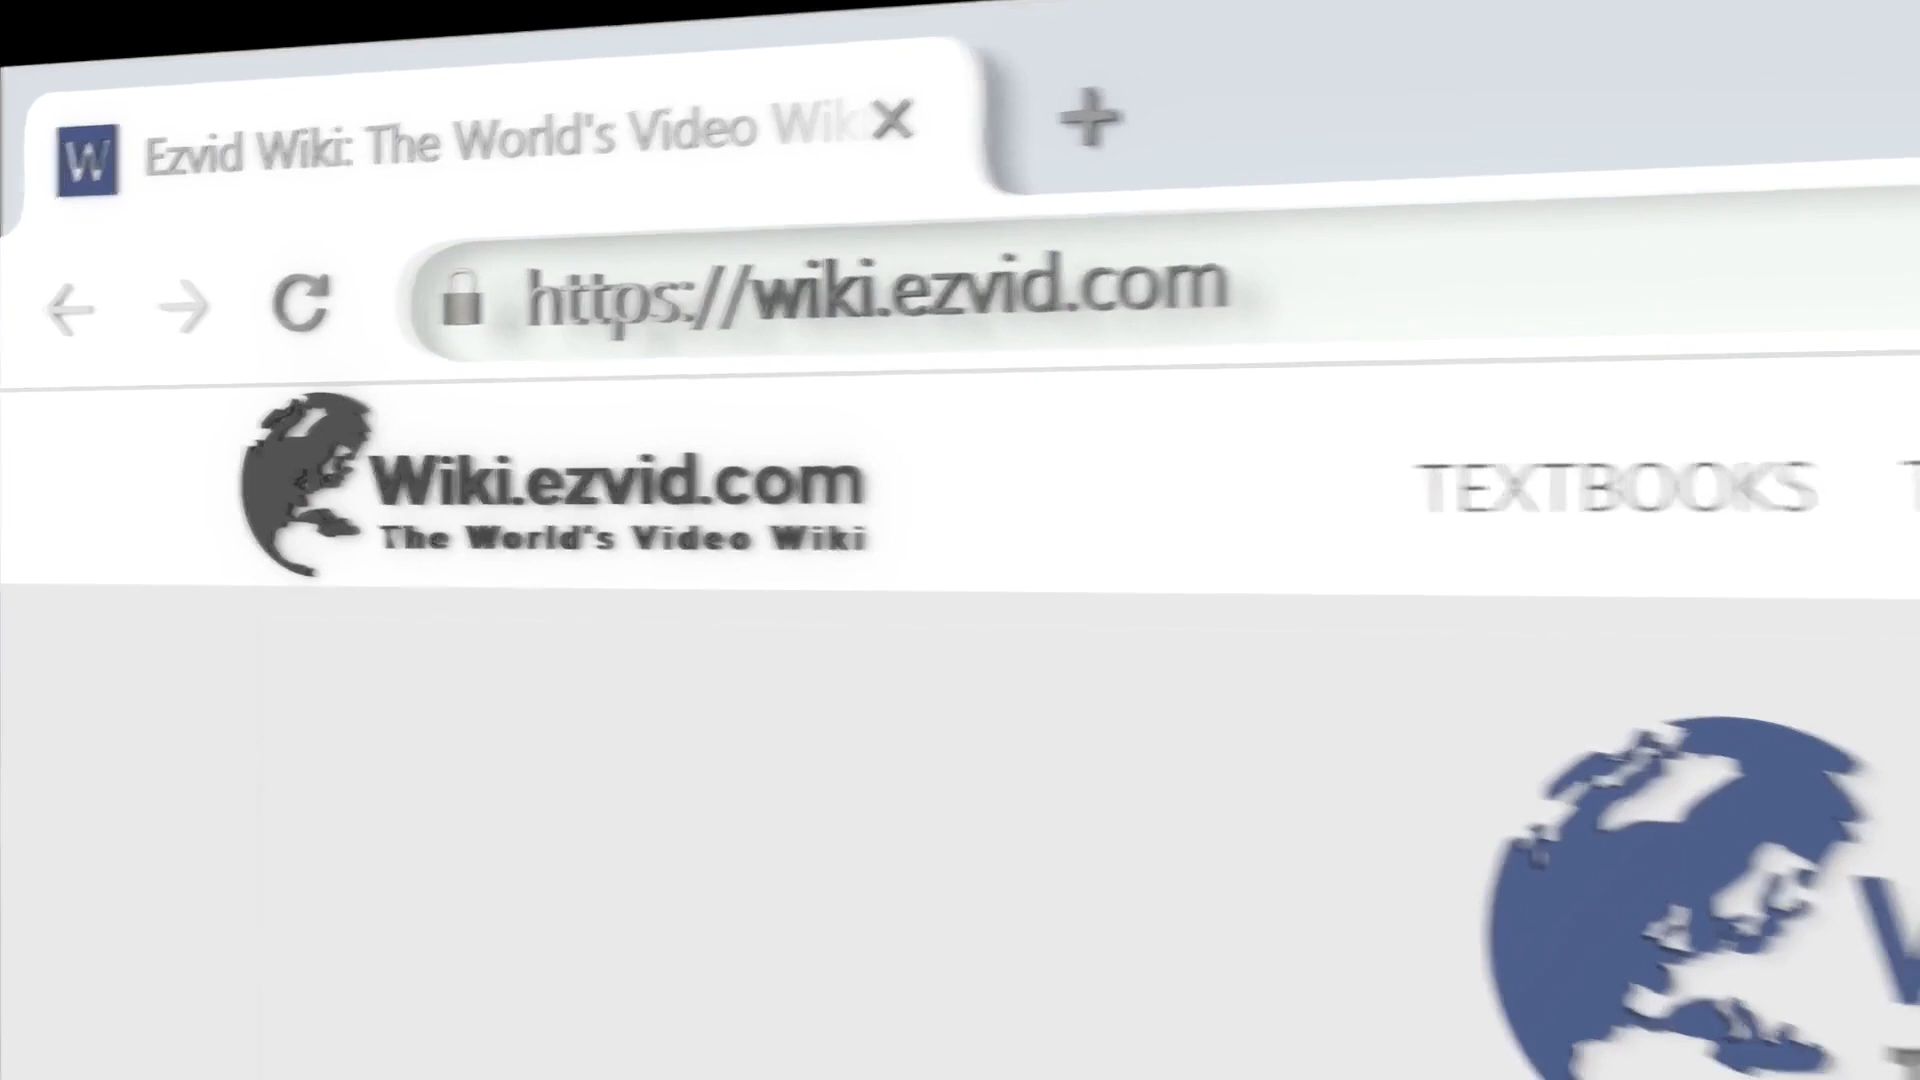 W Ezvid Wiki: The World's Video Wiki
https://wiki.ezvid.com
Wiki.ezvid.com
The World's Video Wiki
TEXTBOOKS